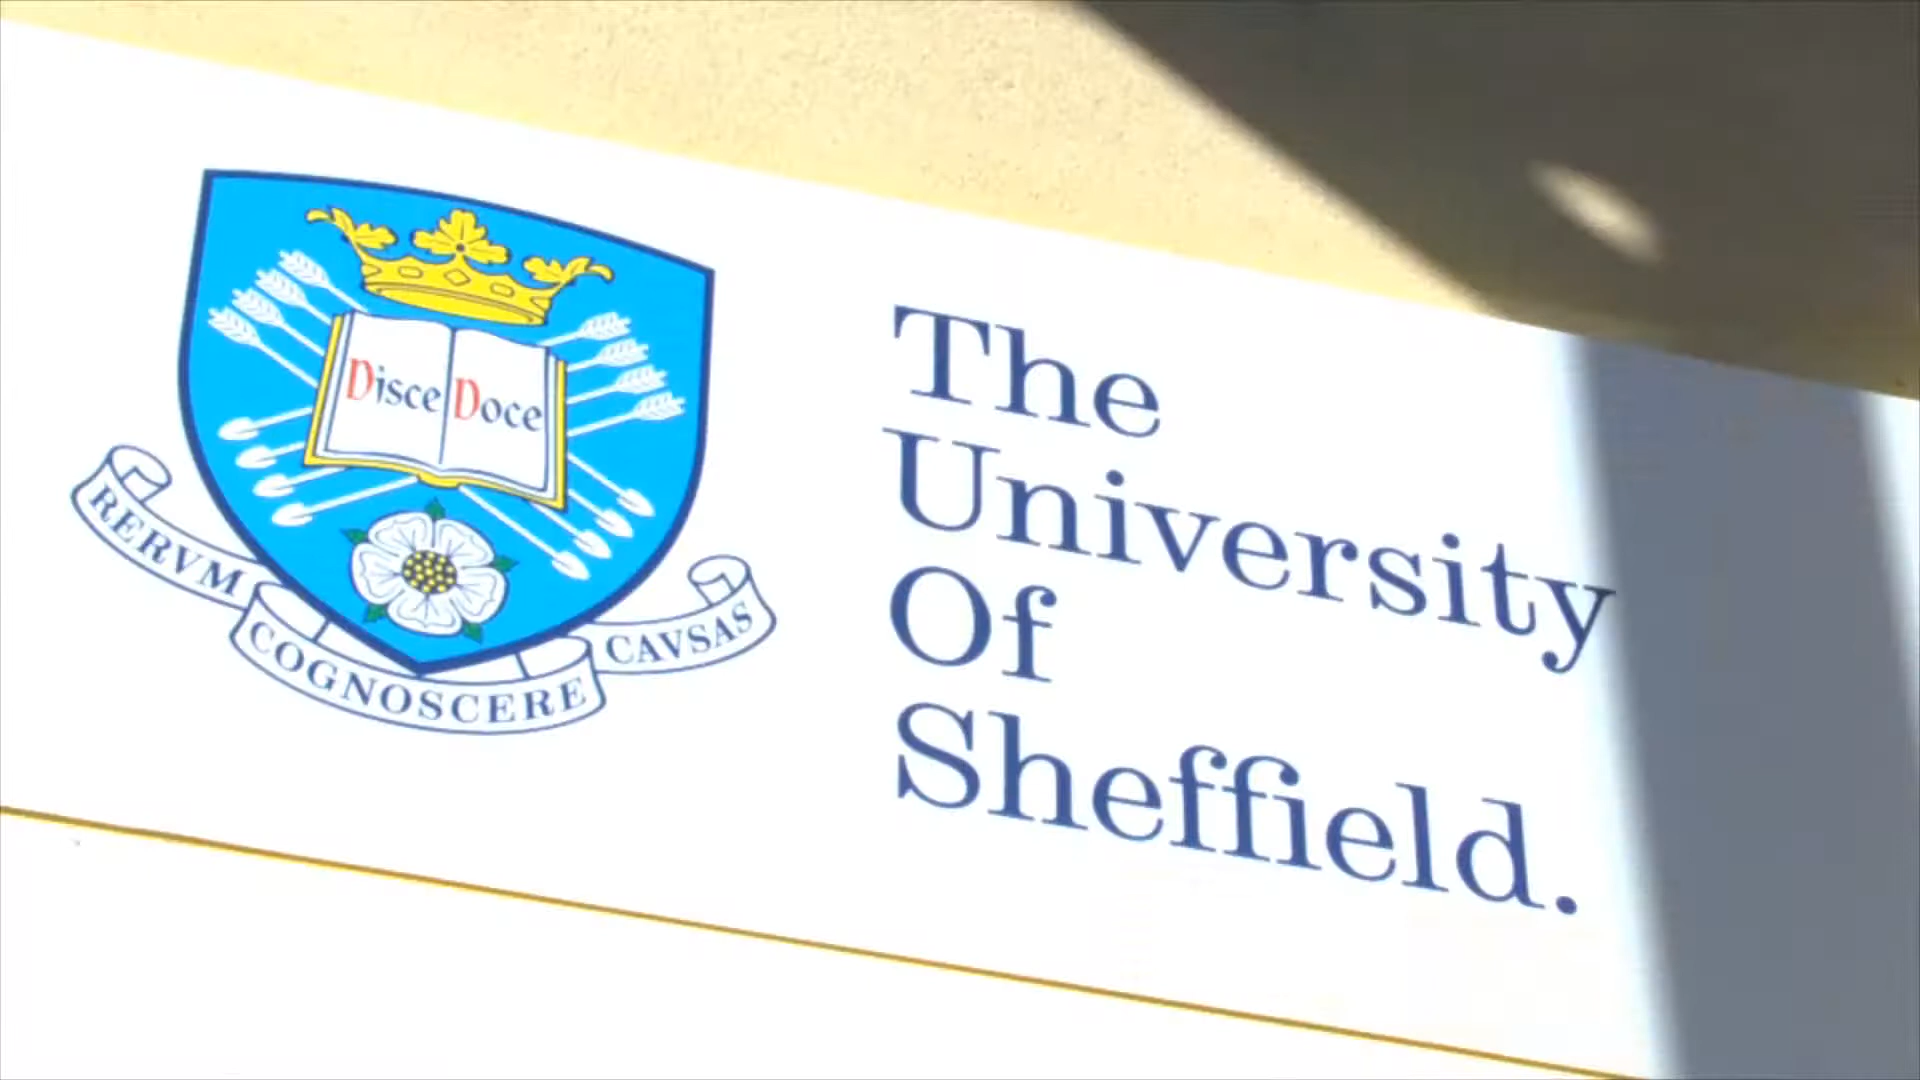 Disce Doce
RERVM
COGNOSCERE
CAVSAS
The
University
Of
Sheffield.